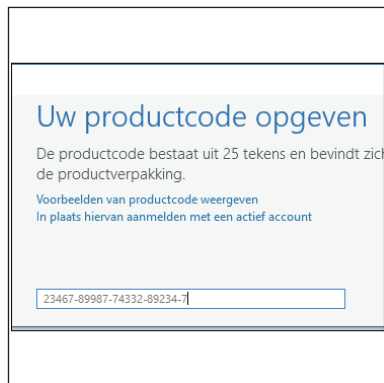 Uw productcode opgeven
De productcode bestaat uit 25 tekens en bevindt zich
de productverpakking.
Voorbeelden van productcode weergeven
In plaats hiervan aanmelden met een actief account
23467-89987-74332-89234-7